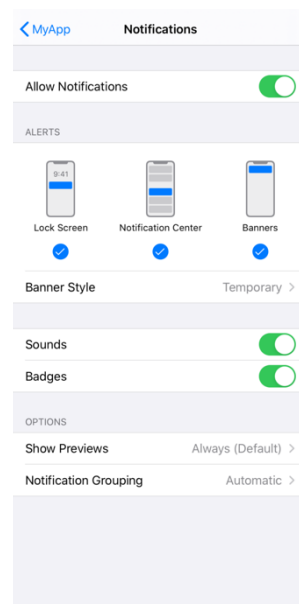 MyApp Notifications
Allow Notifications
ALERTS
9:41
Lock Screen Notification Center Banners
Banner Style Temporary
Sounds
Badges
OPTIONS
Show Previews Always (Default)
Notification Grouping Automatic